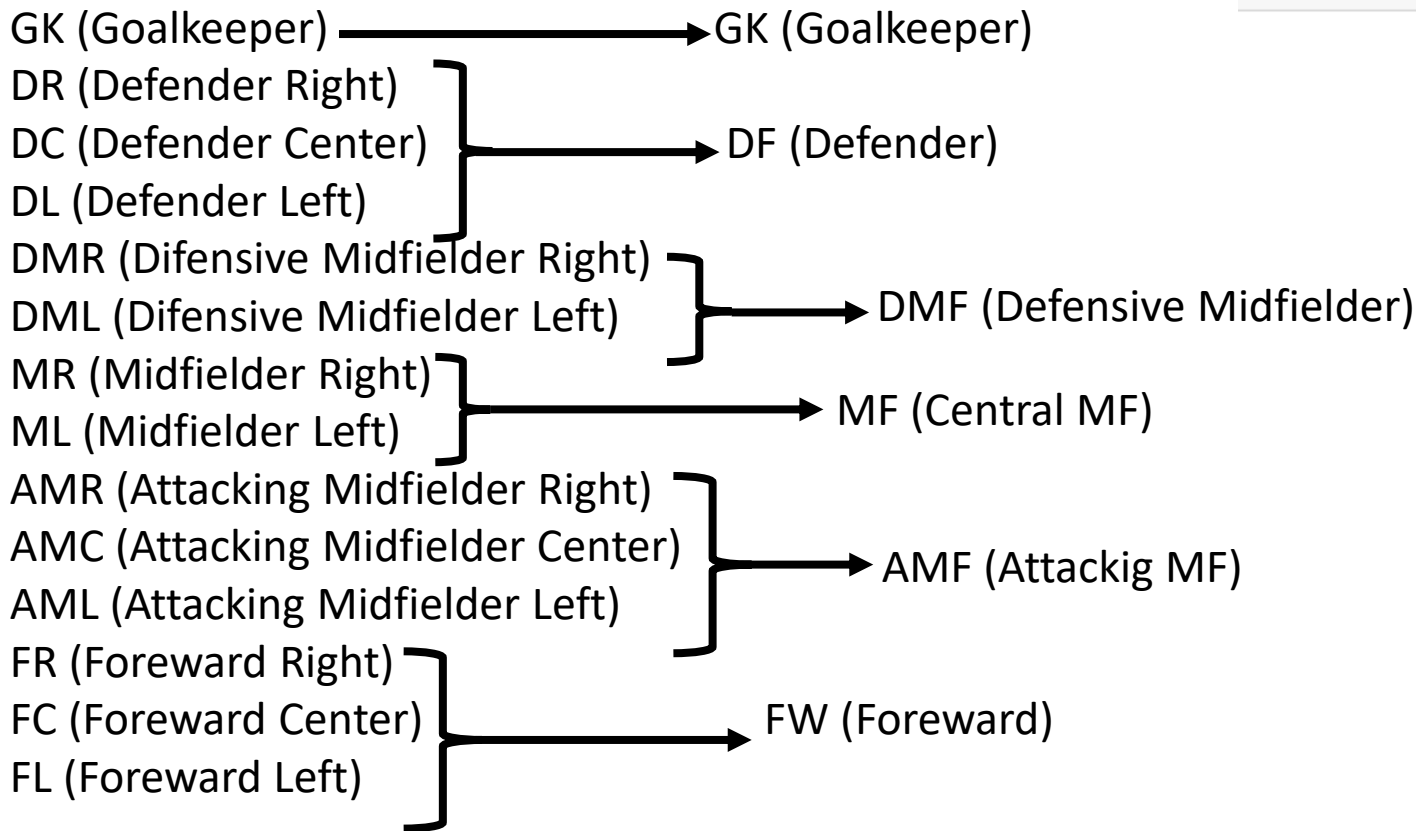 GK (Goalkeeper) GK (Goalkeeper)
DR (Defender Right)
DC (Defender Center) DF (Defender)
DL (Defender Left)
DMR (Difensive Midfielder Right)
DML (Difensive Midfielder Left) DMF (Defensive Midfielder)
MR (Midfielder Right)
ML (Midfielder Left) MF (Central MF)
AMR (Attacking Midfielder Right)
AMC (Attacking Midfielder Center) AMF (Attackig MF)
AML (Attacking Midfielder Left)
FR (Foreward Right)
FC (Foreward Center) FW (Foreward)
FL (Foreward Left)